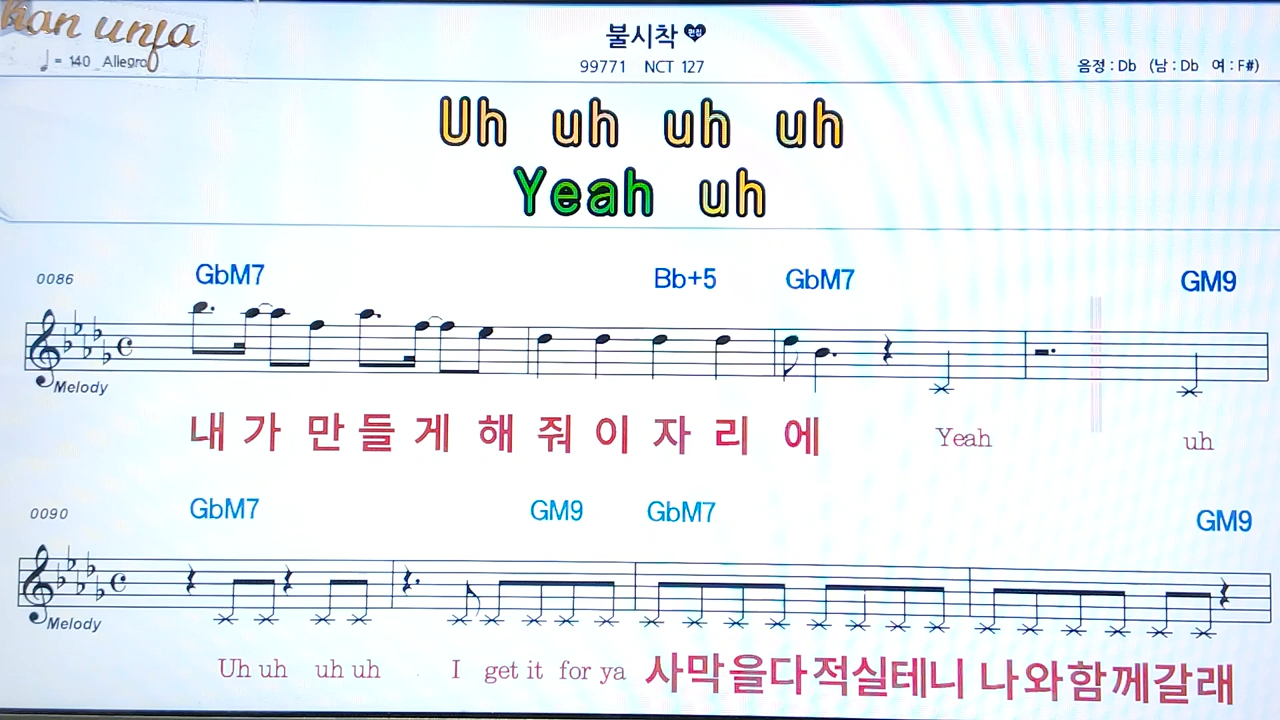 kian unja
♩ = 140 Allegro
불시착 편집
99771 NCT 127
음정 : Db (남 : Db 여 : F#)
Uh uh uh uh
Yeah uh
0086 GbM7 Bb+5 GbM7 GM9
Melody
내 가 만 들 게 해 줘 이 자 리 에 Yeah uh
0090 GbM7 GM9 GbM7 GM9
Melody
Uh uh uh uh I get it for ya 사막을다적실테니 나와함께갈래